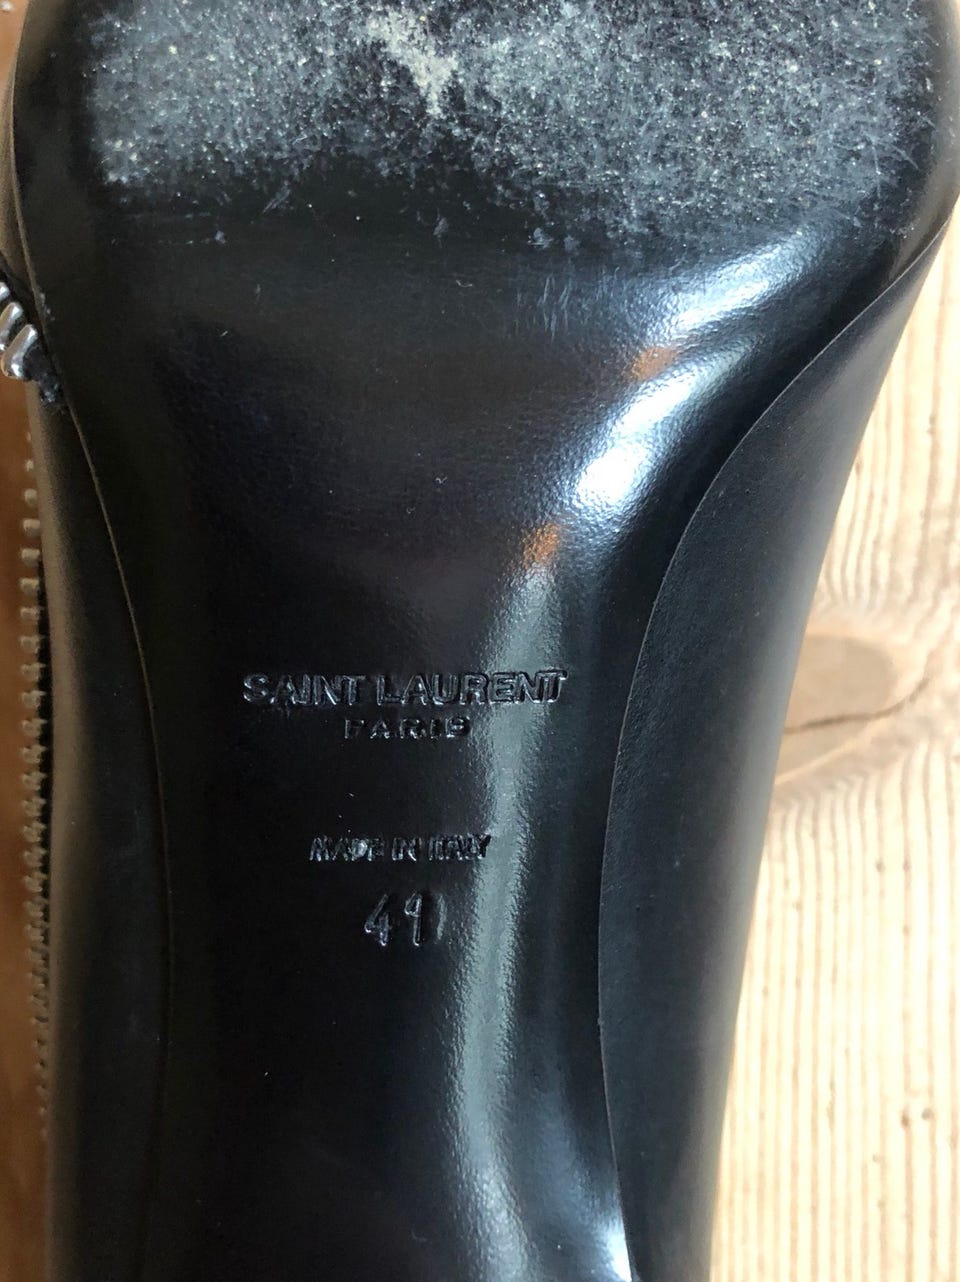 SAINT LAURENT
PARIS
MADE IN ITALY
41